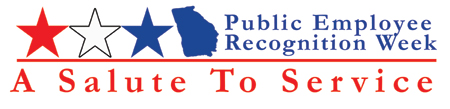 Public Employee
Recognition Week
A Salute To Service